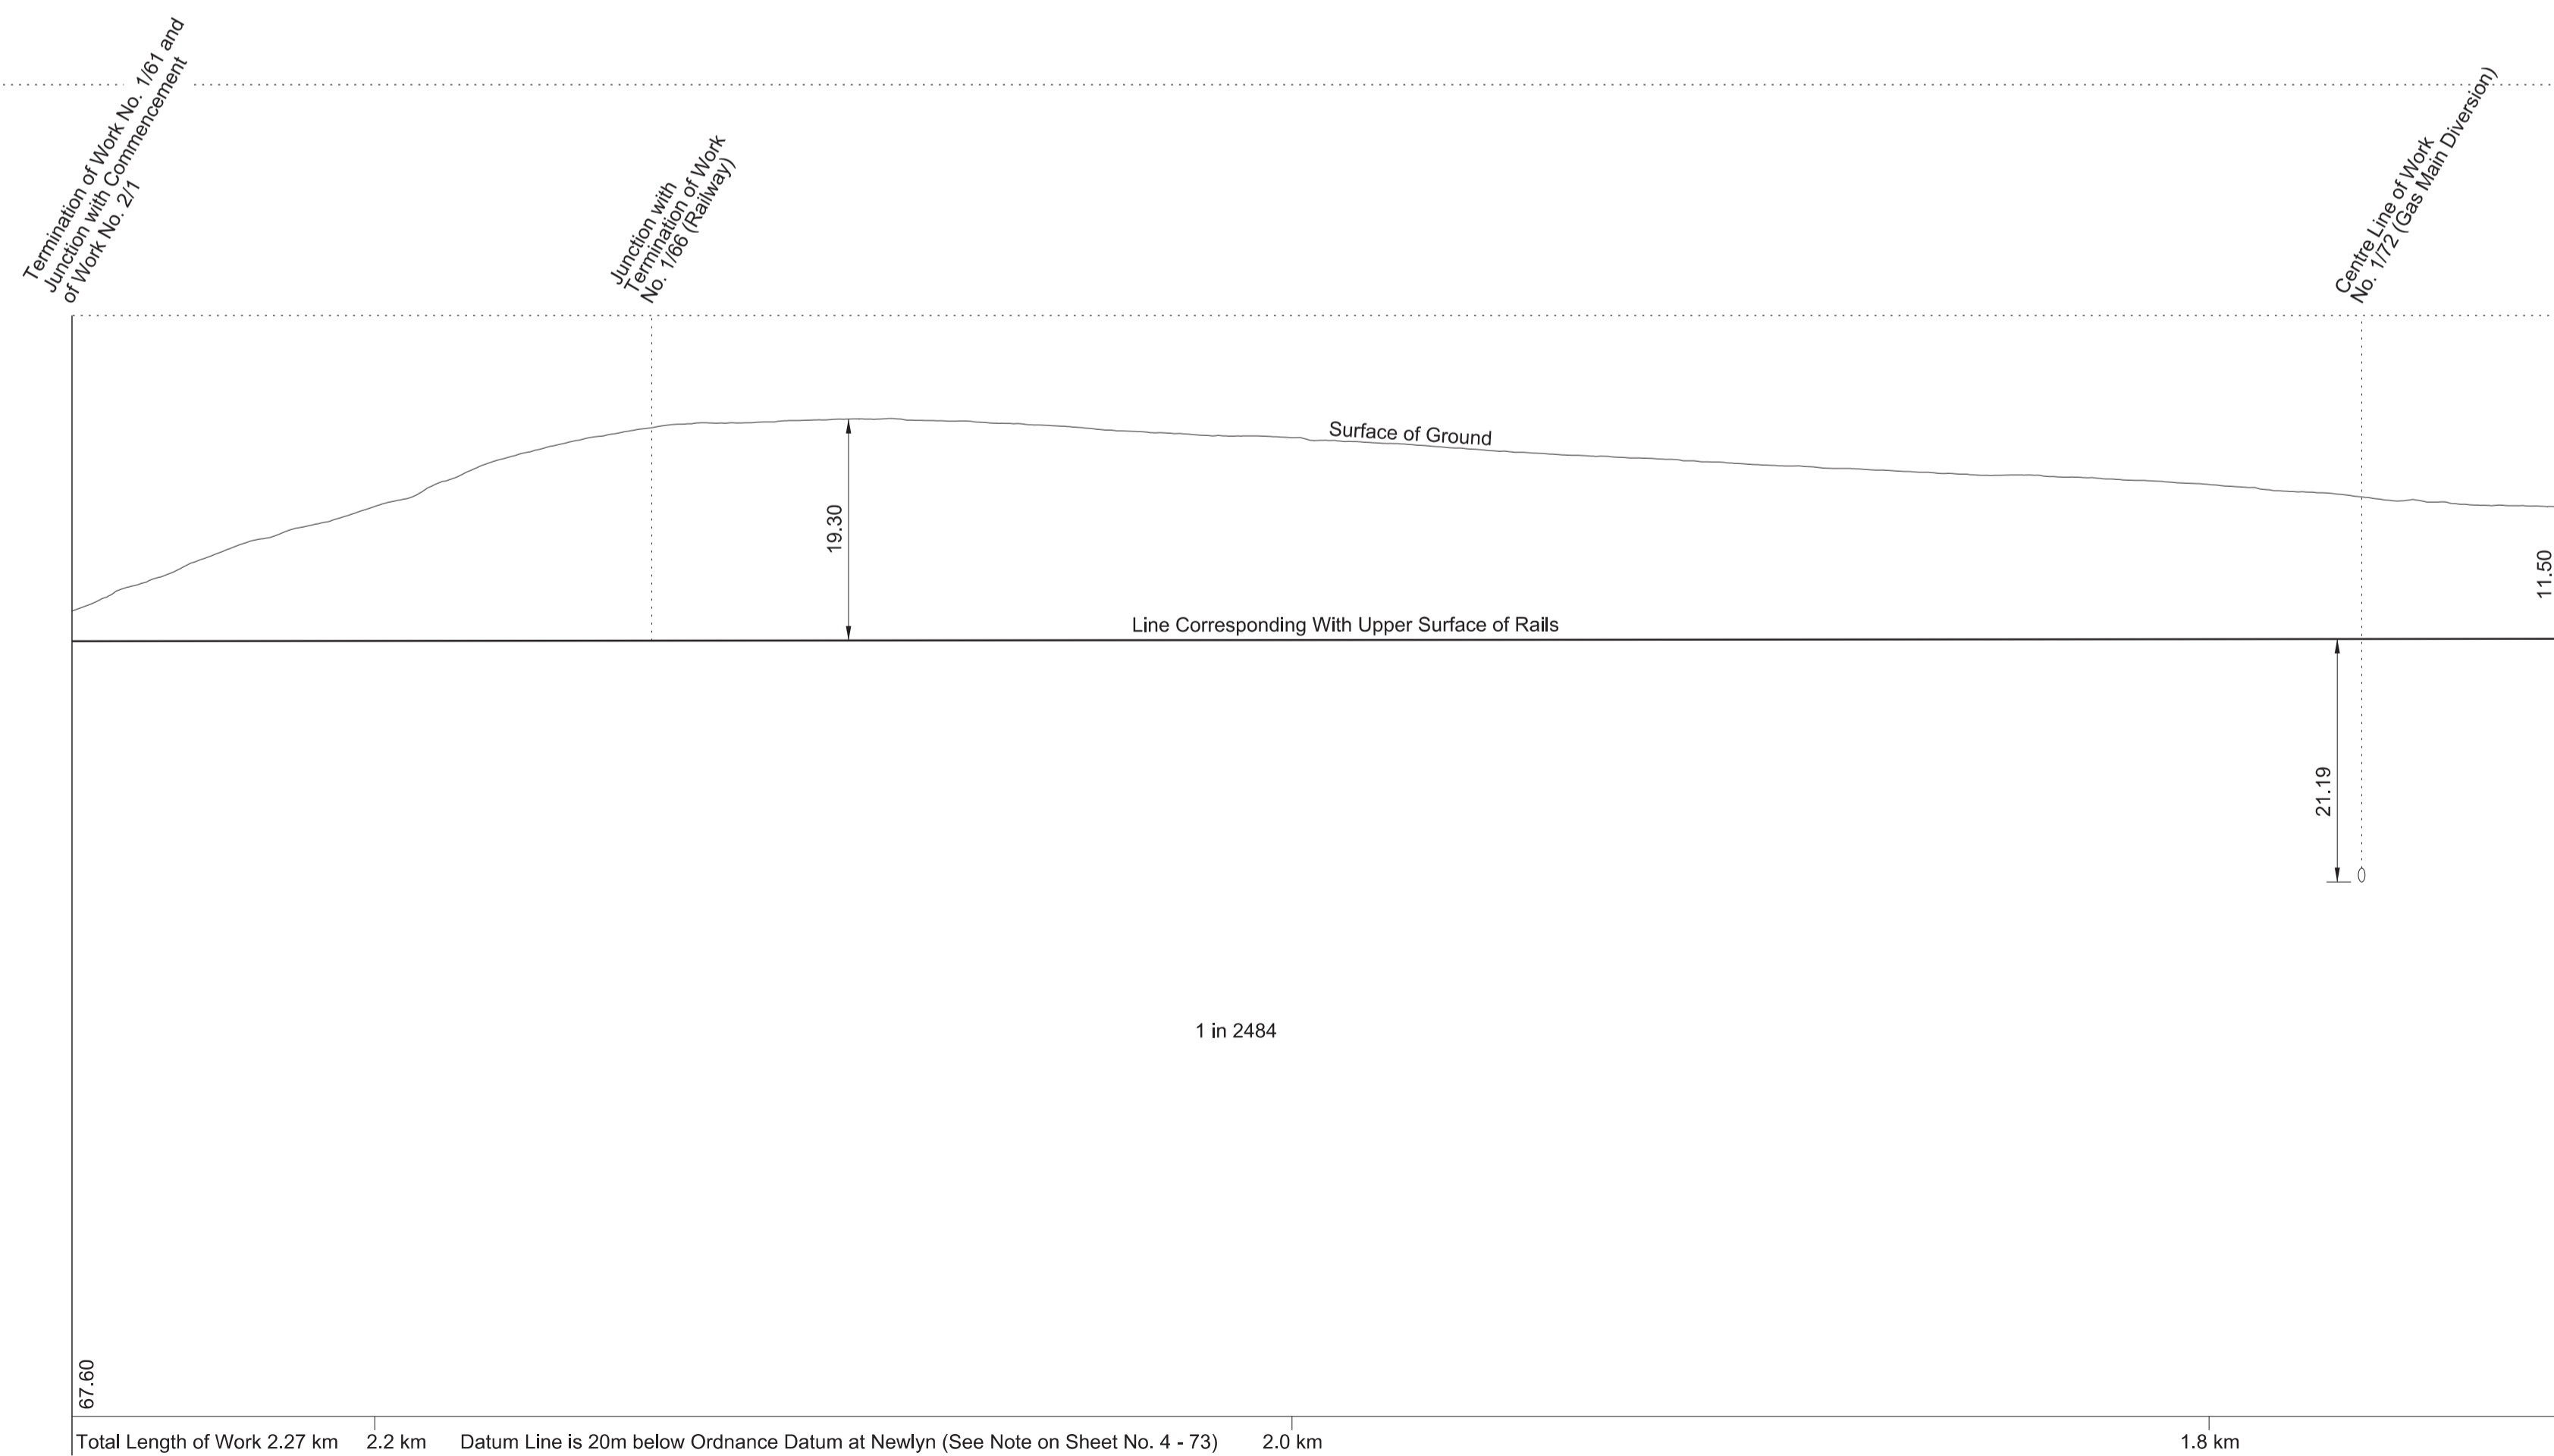 Termination of Work No. 1/61 and
Junction with Commencement
of Work No. 2/1
Junction with
Termination of Work
No. 1/66 (Railway)
Centre Line of Work
No. 1/72 (Gas Main Diversion)
Surface of Ground
19.30
11.50
Line Corresponding With Upper Surface of Rails
21.19
1 in 2484
67.60
Total Length of Work 2.27 km
2.2 km
Datum Line is 20m below Ordnance Datum at Newlyn (See Note on Sheet No. 4 - 73)
2.0 km
1.8 km